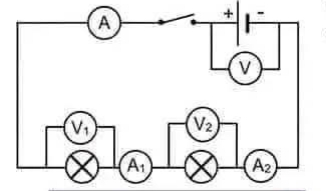 A
+ -
V
V₁ V₂
A₁ A₂